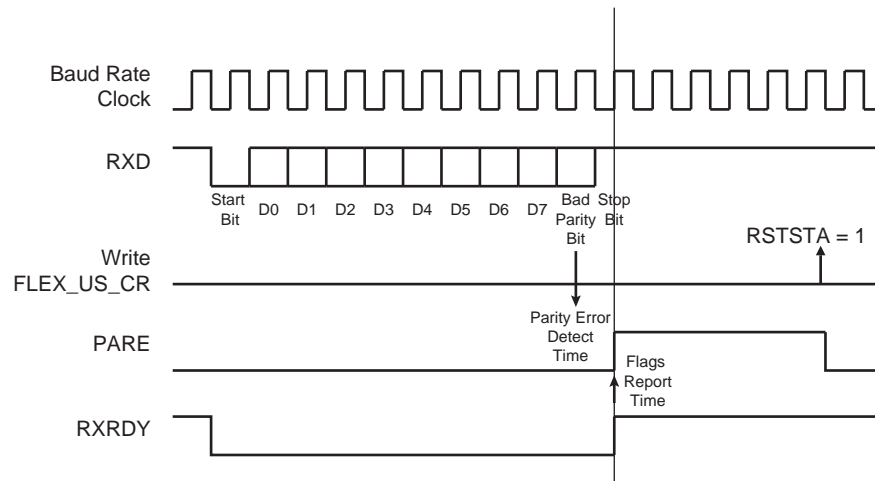 Baud Rate
Clock
RXD
Start
Bit
D0 D1 D2 D3 D4 D5 D6 D7
Bad
Parity
Bit
Stop
Bit
RSTSTA = 1
Write
FLEX_US_CR
Parity Error
Detect
Time
PARE
Flags
Report
Time
RXRDY